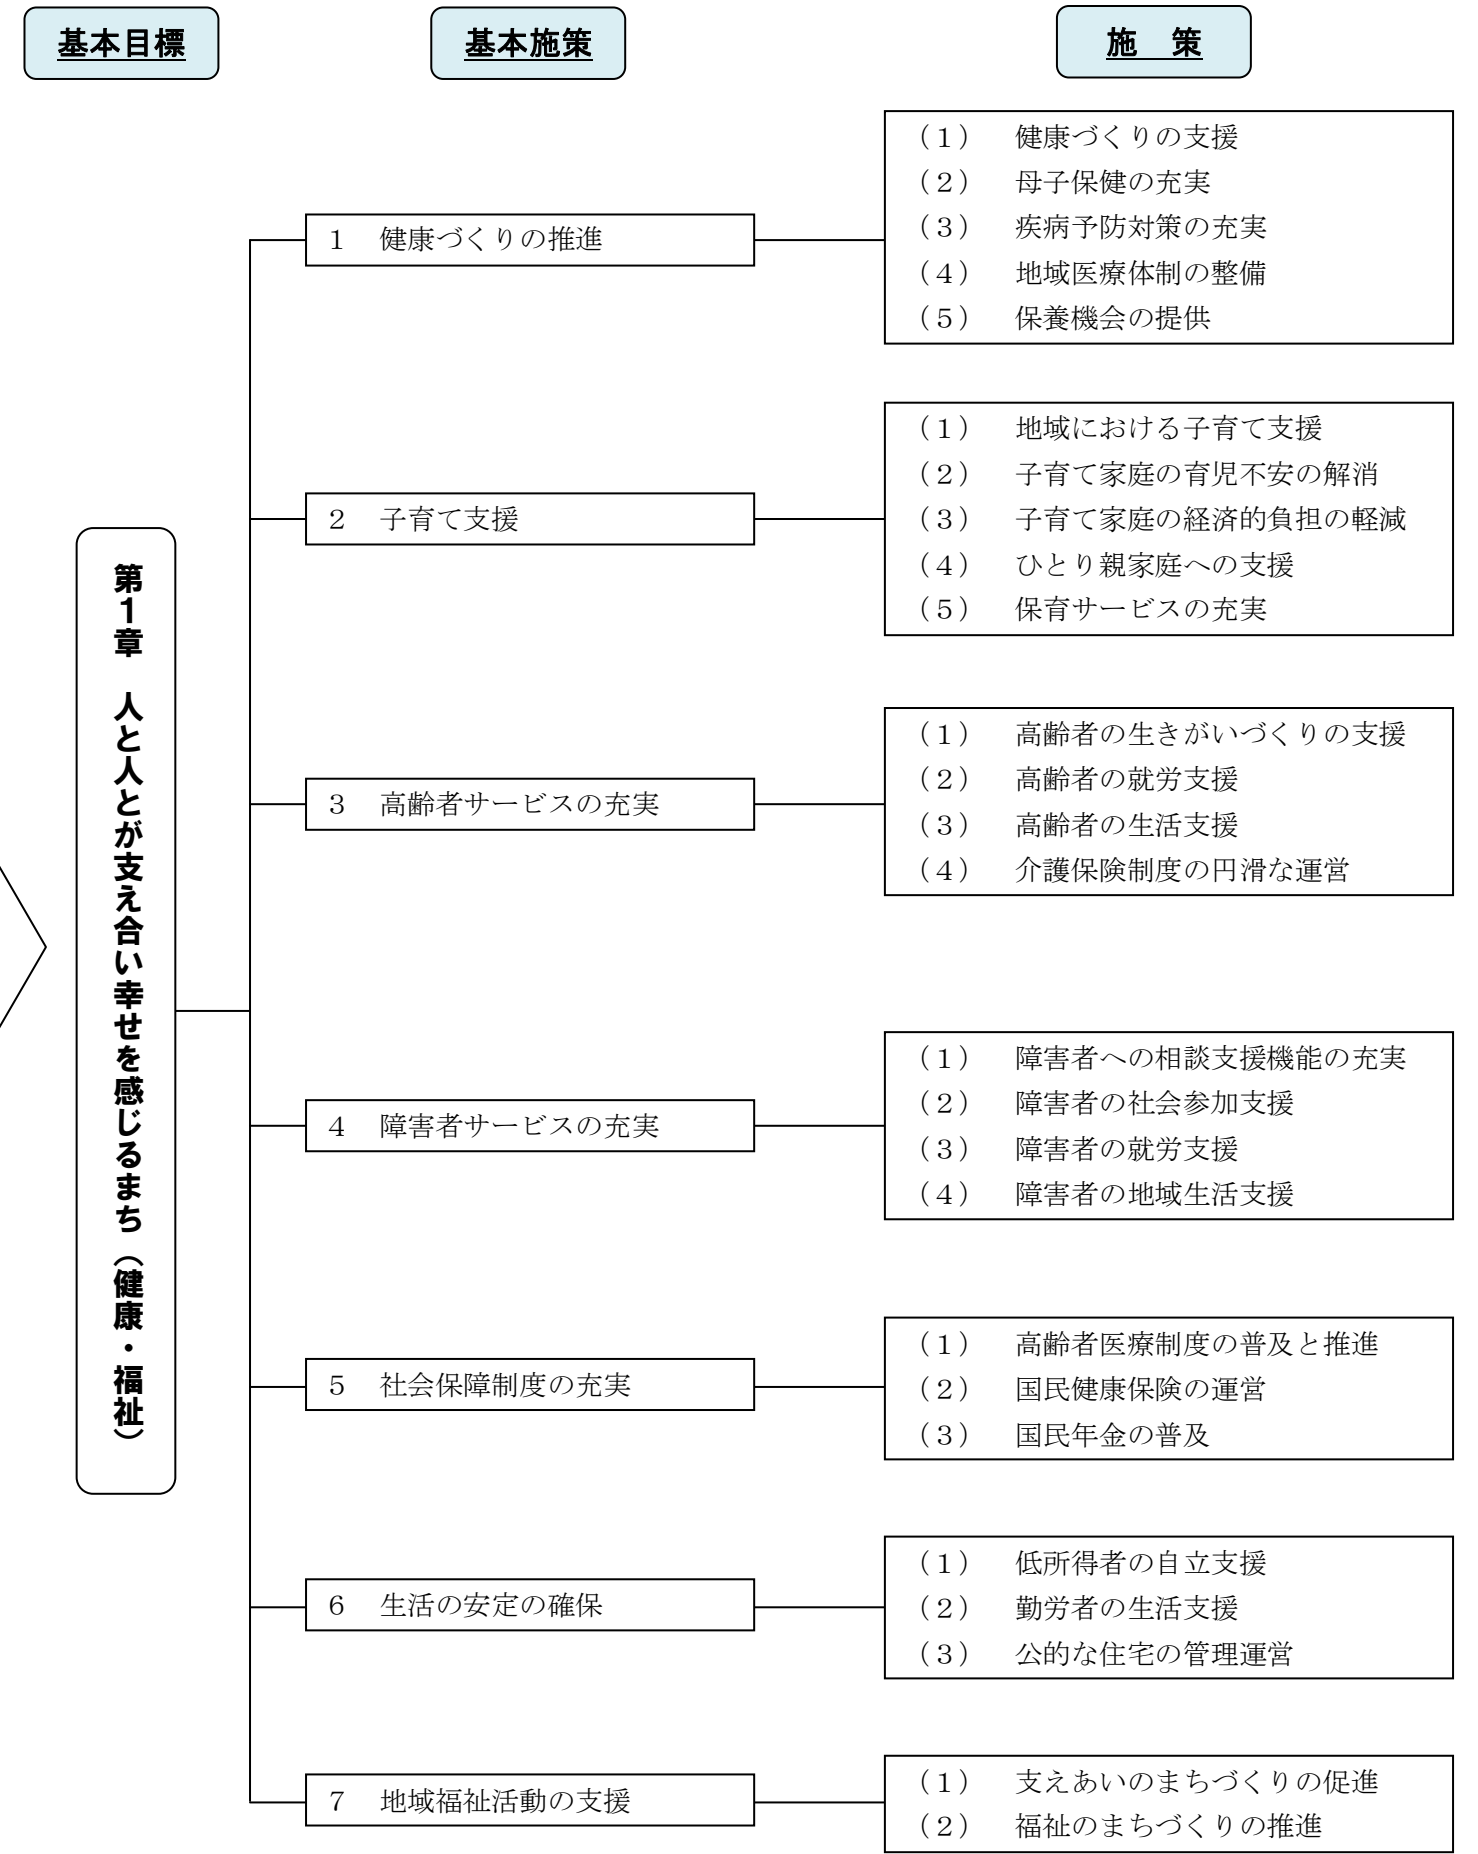 基本目標
基本施策
施　策
第1章　人と人とが支え合い幸せを感じるまち（健康・福祉）
１　健康づくりの推進
（１）　健康づくりの支援
（２）　母子保健の充実
（３）　疾病予防対策の充実
（４）　地域医療体制の整備
（５）　保養機会の提供
２　子育て支援
（１）　地域における子育て支援
（２）　子育て家庭の育児不安の解消
（３）　子育て家庭の経済的負担の軽減
（４）　ひとり親家庭への支援
（５）　保育サービスの充実
３　高齢者サービスの充実
（１）　高齢者の生きがいづくりの支援
（２）　高齢者の就労支援
（３）　高齢者の生活支援
（４）　介護保険制度の円滑な運営
４　障害者サービスの充実
（１）　障害者への相談支援機能の充実
（２）　障害者の社会参加支援
（３）　障害者の就労支援
（４）　障害者の地域生活支援
５　社会保障制度の充実
（１）　高齢者医療制度の普及と推進
（２）　国民健康保険の運営
（３）　国民年金の普及
６　生活の安定の確保
（１）　低所得者の自立支援
（２）　勤労者の生活支援
（３）　公的な住宅の管理運営
７　地域福祉活動の支援
（１）　支えあいのまちづくりの促進
（２）　福祉のまちづくりの推進